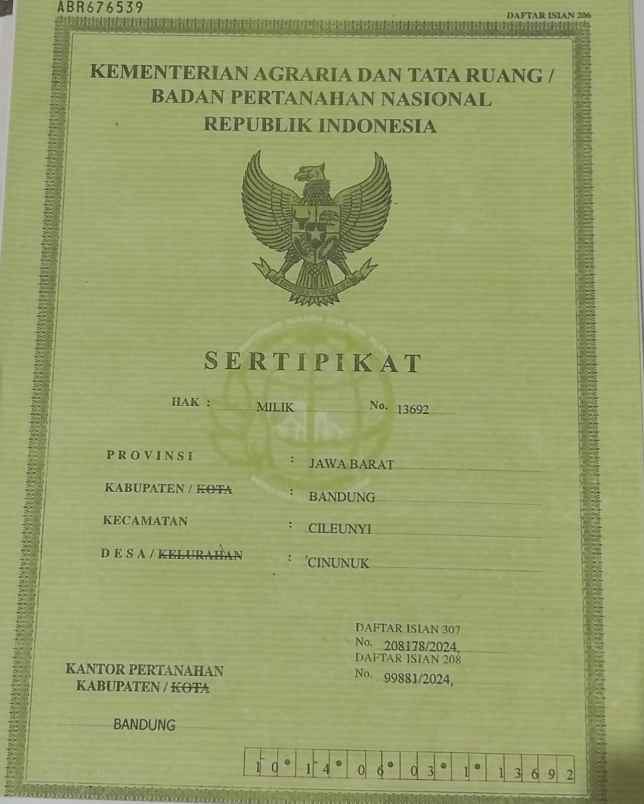 ABR676539
DAFTAR ISIAN 206
KEMENTERIAN AGRARIA DAN TATA RUANG /
BADAN PERTANAHAN NASIONAL
REPUBLIK INDONESIA
SERTIPIKAT
HAK : MILIK No. 13692
PROVINSI : JAWA BARAT
KABUPATEN / KOTA : BANDUNG
KECAMATAN : CILEUNYI
DESA / KELURAHAN : CINUNUK
DAFTAR ISIAN 307
No. 208178/2024,
DAFTAR ISIAN 208
No. 99881/2024,
KANTOR PERTANAHAN
KABUPATEN / KOTA
BANDUNG
10•14•06•03•1•13692